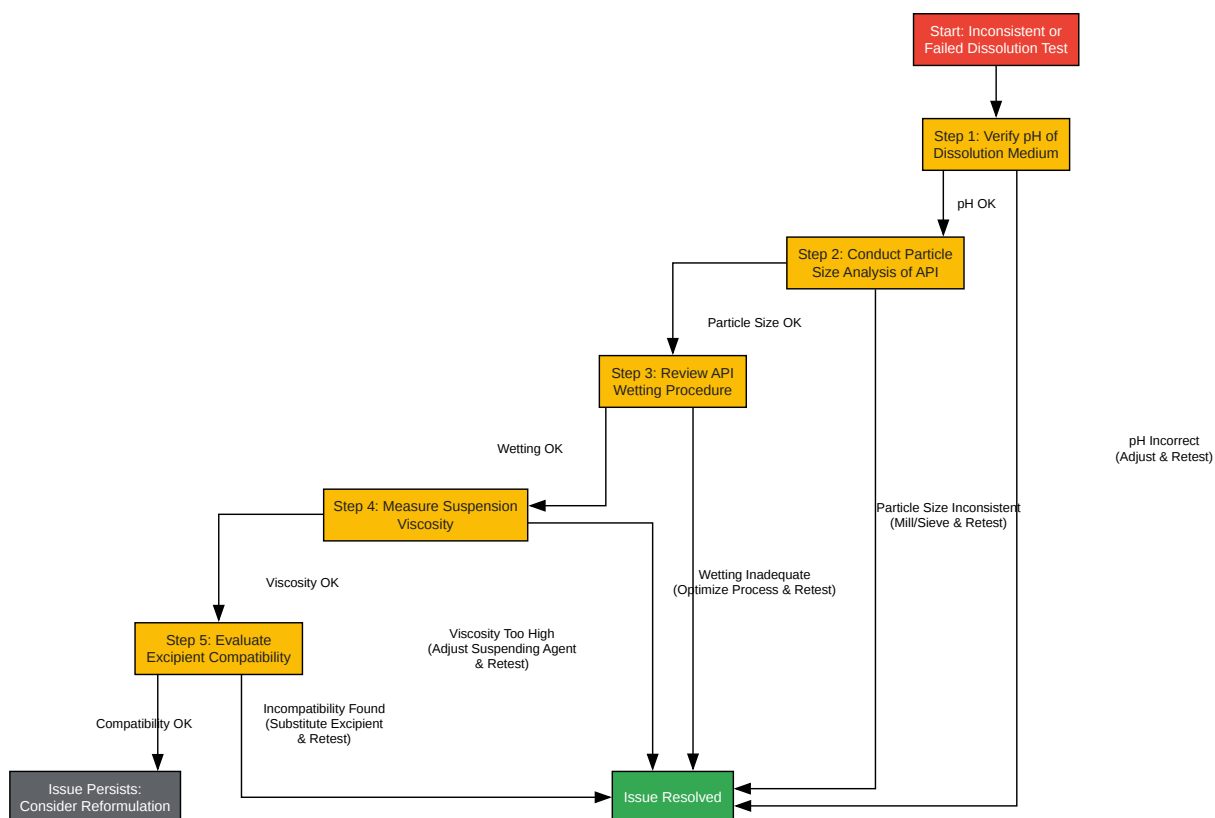 Start: Inconsistent or
Failed Dissolution Test
Step 1: Verify pH of
Dissolution Medium
pH OK
Step 2: Conduct Particle
Size Analysis of API
Particle Size OK
Step 3: Review API
Wetting Procedure
Wetting OK
pH Incorrect
(Adjust & Retest)
Step 4: Measure Suspension
Viscosity
Particle Size Inconsistent
(Mill/Sieve & Retest)
Viscosity OK
Wetting Inadequate
(Optimize Process & Retest)
Step 5: Evaluate
Excipient Compatibility
Viscosity Too High
(Adjust Suspending Agent
& Retest)
Compatibility OK
Incompatibility Found
(Substitute Excipient
& Retest)
Issue Persists:
Consider Reformulation
Issue Resolved